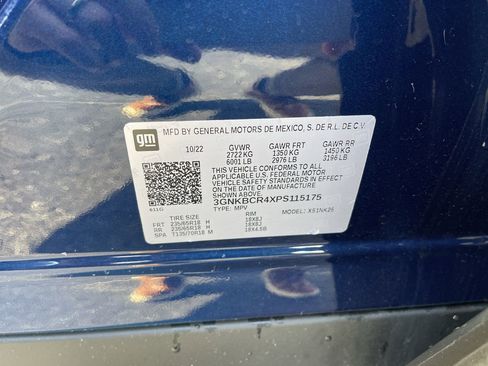 gm
MFD BY GENERAL MOTORS DE MEXICO, S. DE R.L. DE C.V.
10/22 GVWR GAWR FRT GAWR RR
2722 KG 1350 KG 1450 KG
6001 LB 2976 LB 3196 LB
THIS VEHICLE CONFORMS TO ALL
APPLICABLE U.S. FEDERAL MOTOR
VEHICLE SAFETY STANDARDS IN EFFECT
ON THE DATE OF MANUFACTURE
SHOWN ABOVE.
3GNKBCR4XPS115175
TYPE: MPV MODEL: XS1NK26
TIRE SIZE RIM
FRT 235/65R18 H 18X8J
RR 235/65R18 H 18X8J
SPA T135/70R18 M 18X4.5B